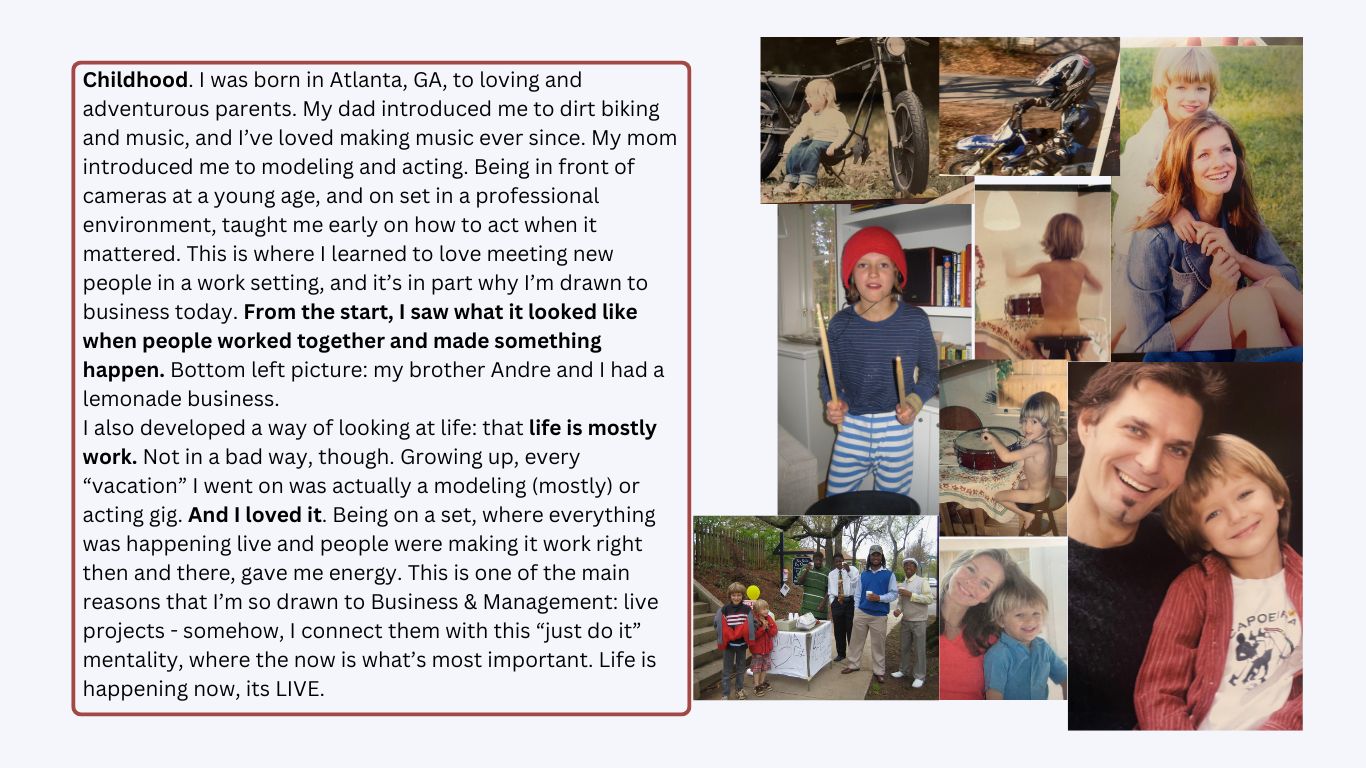 Childhood. I was born in Atlanta, GA, to loving and
adventurous parents. My dad introduced me to dirt biking
and music, and I’ve loved making music ever since. My mom
introduced me to modeling and acting. Being in front of
cameras at a young age, and on set in a professional
environment, taught me early on how to act when it
mattered. This is where I learned to love meeting new
people in a work setting, and it’s in part why I’m drawn to
business today. From the start, I saw what it looked like
when people worked together and made something
happen. Bottom left picture: my brother Andre and I had a
lemonade business.
I also developed a way of looking at life: that life is mostly
work. Not in a bad way, though. Growing up, every
“vacation” I went on was actually a modeling (mostly) or
acting gig. And I loved it. Being on a set, where everything
was happening live and people were making it work right
then and there, gave me energy. This is one of the main
reasons that I’m so drawn to Business & Management: live
projects - somehow, I connect them with this “just do it”
mentality, where the now is what’s most important. Life is
happening now, its LIVE.
CAPOEIRA